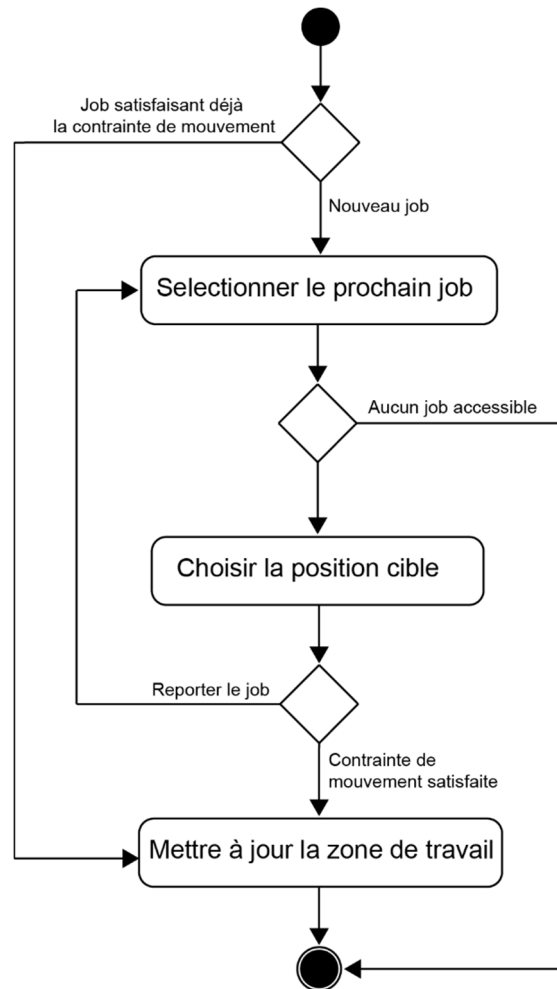 Job satisfaisant déjà
la contrainte de mouvement
Nouveau job
Selectionner le prochain job
Aucun job accessible
Choisir la position cible
Reporter le job
Contrainte de
mouvement satisfaite
Mettre à jour la zone de travail